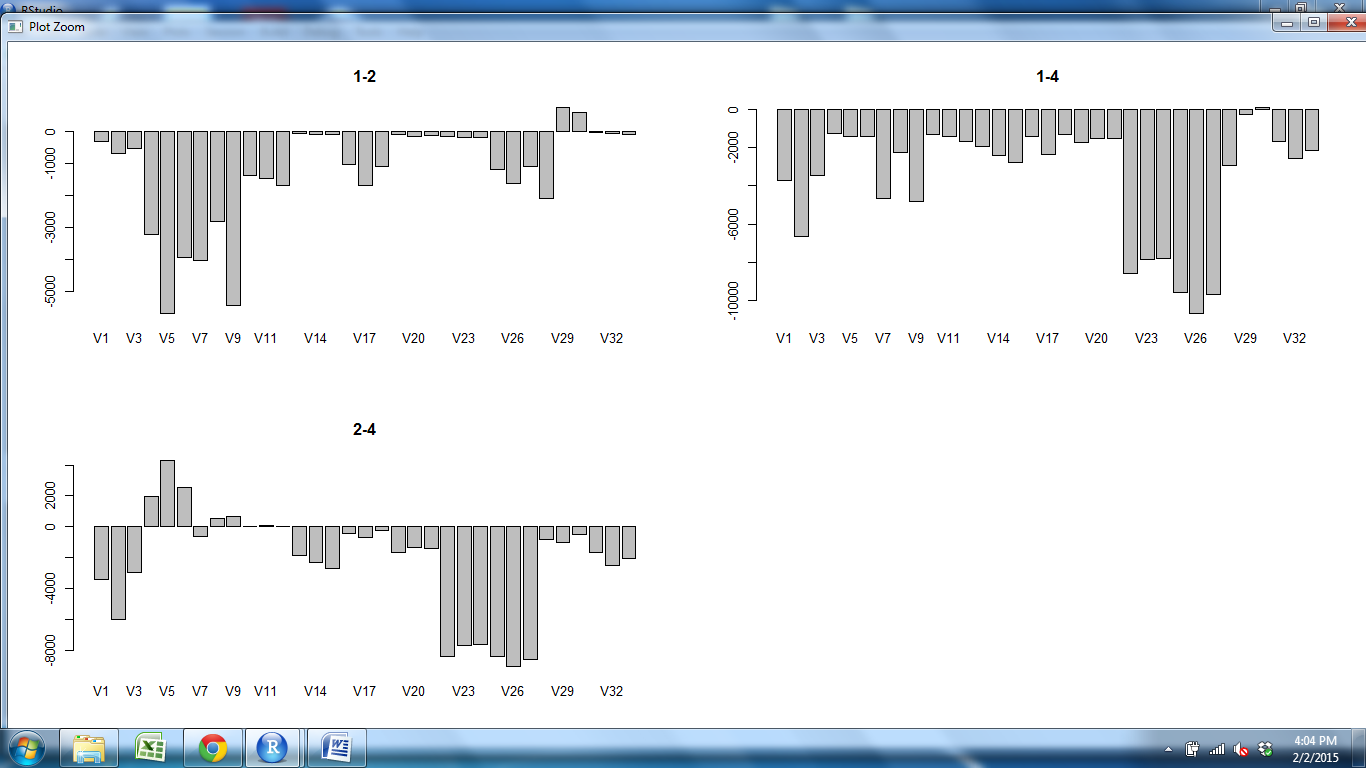 RStudio
Plot Zoom
1-2
0
-1000
-3000
-5000
V1 V3 V5 V7 V9 V11 V14 V17 V20 V23 V26 V29 V32
1-4
0
-2000
-6000
-10000
V1 V3 V5 V7 V9 V11 V14 V17 V20 V23 V26 V29 V32
2-4
2000
0
-4000
-8000
V1 V3 V5 V7 V9 V11 V14 V17 V20 V23 V26 V29 V32
R
4:04 PM
2/2/2015